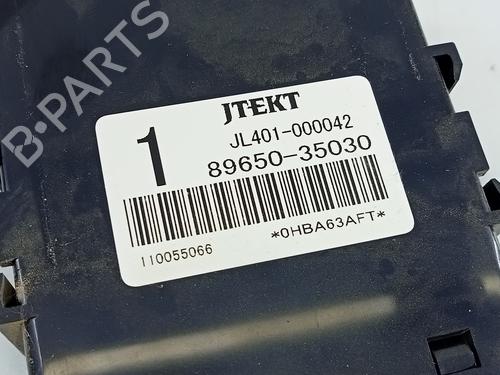 B-PARTS
JTEKT
1
JL401-000042
89650-35030
110055066
*0HBA63AFT*